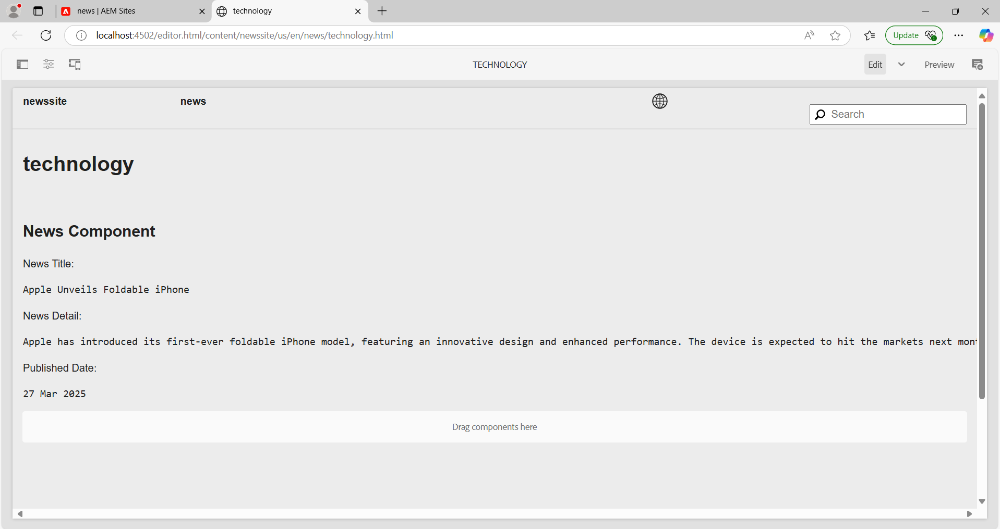 news | AEM Sites
technology
localhost:4502/editor.html/content/newssite/us/en/news/technology.html
Update
TECHNOLOGY
Edit
Preview
newssite
news
Search
technology
News Component
News Title:
Apple Unveils Foldable iPhone
News Detail:
Apple has introduced its first-ever foldable iPhone model, featuring an innovative design and enhanced performance. The device is expected to hit the markets next mont
Published Date:
27 Mar 2025
Drag components here